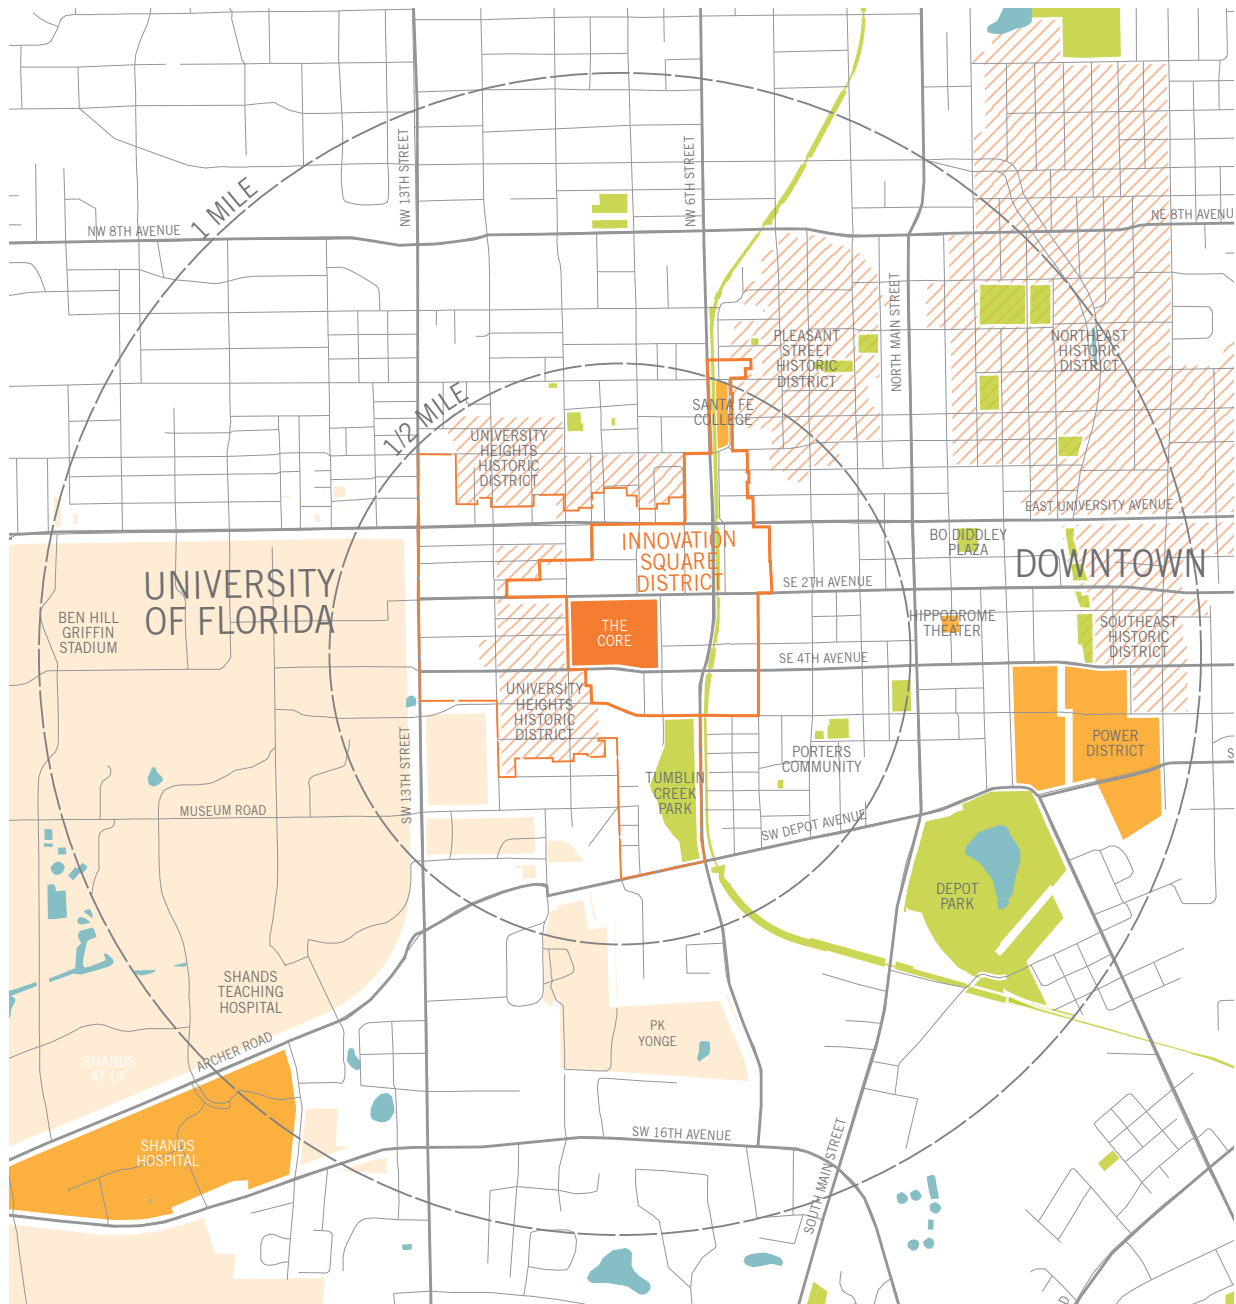 1 MILE
NW 8TH AVENUE
NW 13TH STREET
NW 6TH STREET
NE 8TH AVENU
NORTH MAIN STREET
PLEASANT
STREET
HISTORIC
DISTRICT
NORTHEAST
HISTORIC
DISTRICT
1/2 MILE
SANTA FE
COLLEGE
UNIVERSITY
HEIGHTS
HISTORIC
DISTRICT
EAST UNIVERSITY AVENUE
INNOVATION
SQUARE
DISTRICT
BO DIDDLEY
PLAZA
DOWNTOWN
UNIVERSITY
OF FLORIDA
SE 2TH AVENUE
BEN HILL
GRIFFIN
STADIUM
THE
CORE
HIPPODROME
THEATER
SOUTHEAST
HISTORIC
DISTRICT
SE 4TH AVENUE
UNIVERSITY
HEIGHTS
HISTORIC
DISTRICT
SW 13TH STREET
POWER
DISTRICT
PORTERS
COMMUNITY
S
TUMBLIN
CREEK
PARK
MUSEUM ROAD
SW DEPOT AVENUE
DEPOT
PARK
SHANDS
TEACHING
HOSPITAL
PK
YONGE
ARCHER ROAD
SHANDS
AT UF
SHANDS
HOSPITAL
SW 16TH AVENUE
SOUTH MAIN STREET
D